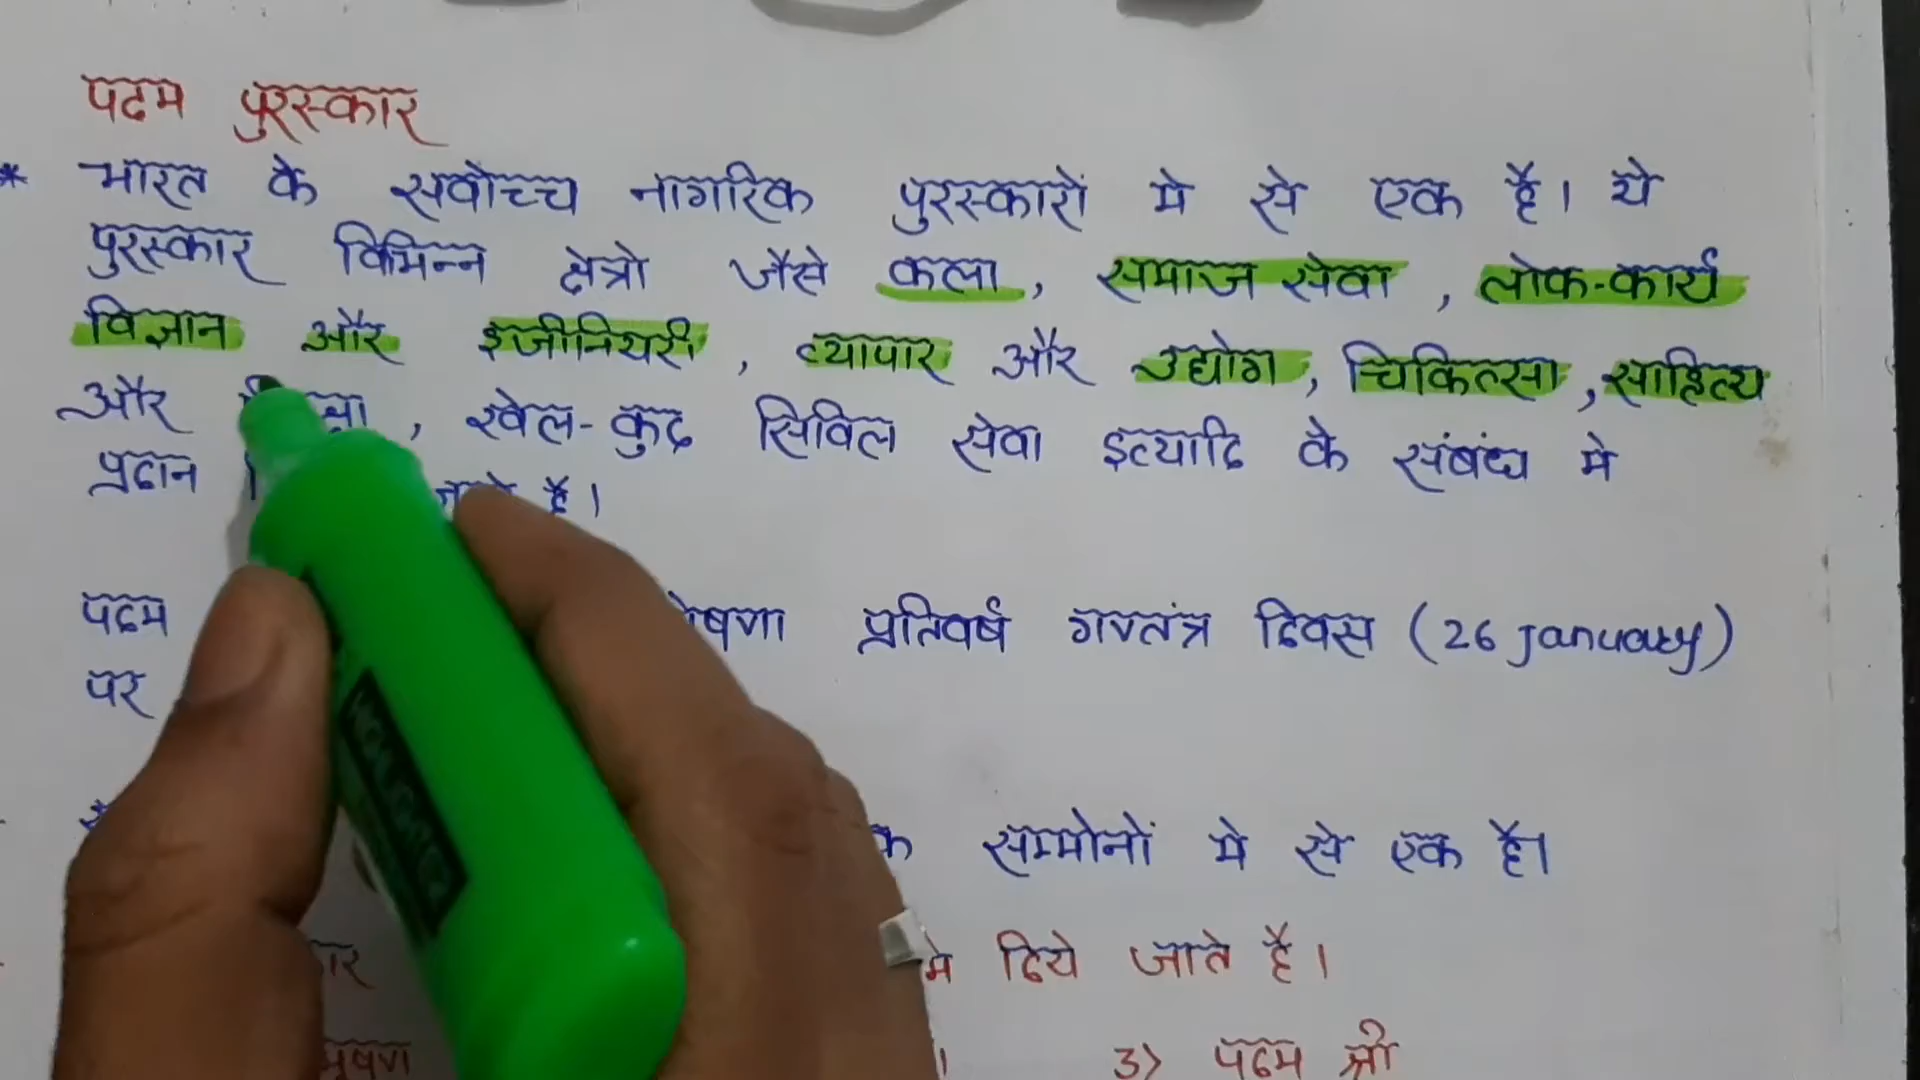 पदम पुरस्कार
* भारत के सर्वोच्च नागरिक पुरस्कारों मे से एक है। ये
पुरस्कार विभिन्न क्षेत्रो जैसे कला, समाज सेवा, लोक-कार्य
विज्ञान और इंजीनियरी, व्यापार और उद्योग, चिकित्सा, साहित्य
और, खेल-कुद सिविल सेवा इत्यादि के संबंध मे
प्रदान है।
पदम प्रतिवर्ष गणतंत्र दिवस (26 January)
पर
सम्मोनों मे से एक है।
मे दिये जाते है।
3) पदम श्री